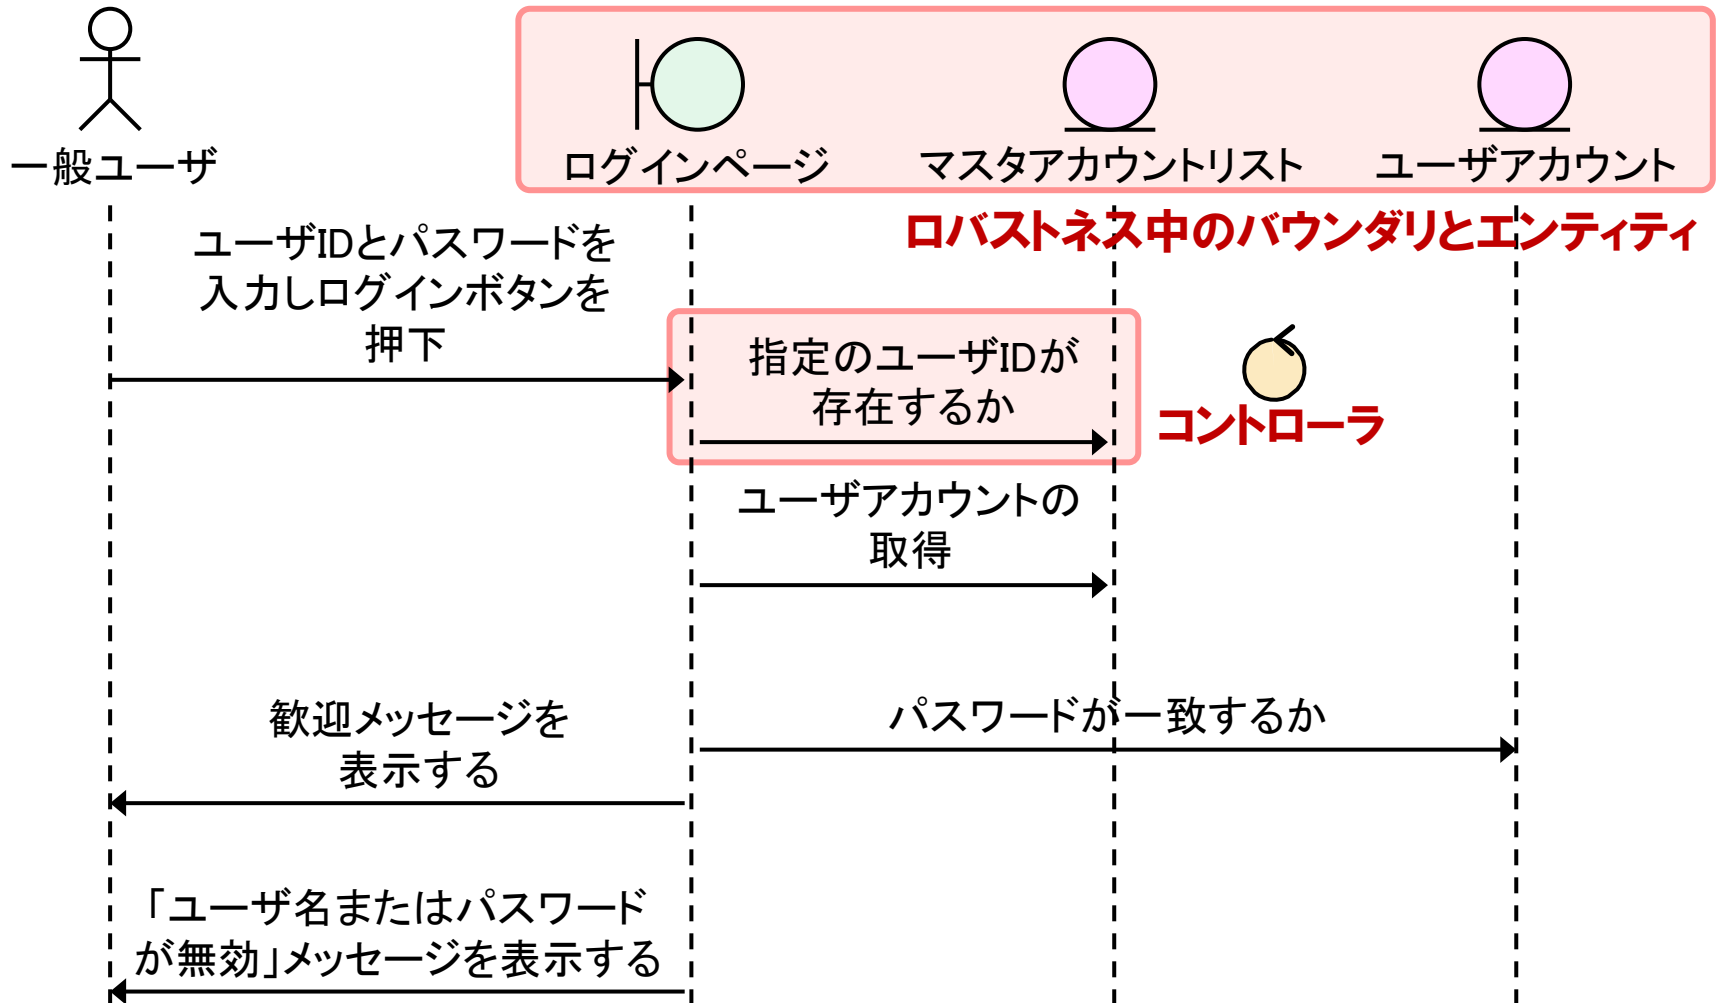 一般ユーザ
ログインページ
マスタアカウントリスト
ユーザアカウント
ロバストネス中のバウンダリとエンティティ
ユーザIDとパスワードを
入力しログインボタンを
押下
指定のユーザIDが
存在するか
コントローラ
ユーザアカウントの
取得
パスワードが一致するか
歓迎メッセージを
表示する
「ユーザ名またはパスワード
が無効」メッセージを表示する